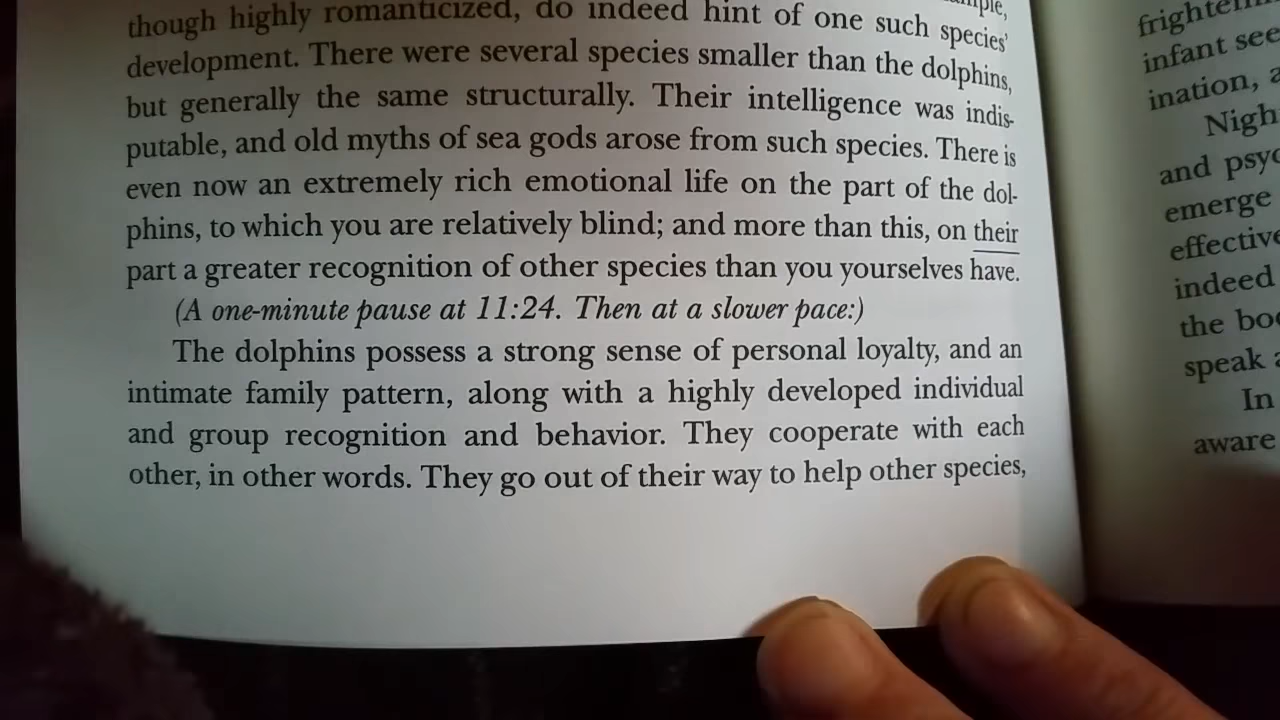 though highly romanticized, do indeed hint of one such species'
development. There were several species smaller than the dolphins,
but generally the same structurally. Their intelligence was indis-
putable, and old myths of sea gods arose from such species. There is
even now an extremely rich emotional life on the part of the dol-
phins, to which you are relatively blind; and more than this, on their
part a greater recognition of other species than you yourselves have.
(A one-minute pause at 11:24. Then at a slower pace:)
The dolphins possess a strong sense of personal loyalty, and an
intimate family pattern, along with a highly developed individual
and group recognition and behavior. They cooperate with each
other, in other words. They go out of their way to help other species,
infant
ination,
and
emerge
indeed
the
speak
In
aware